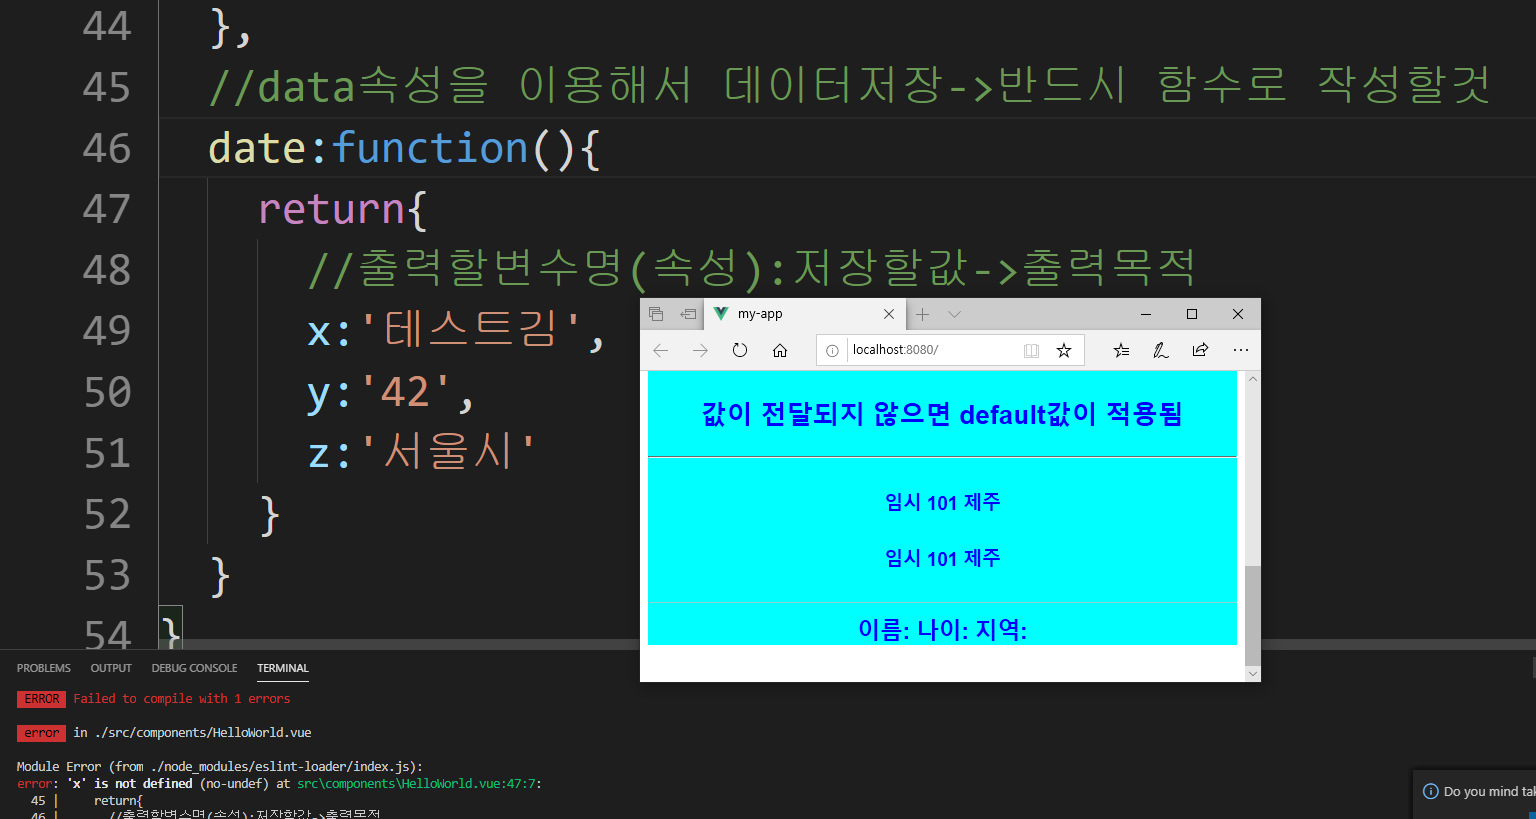 44 },
45 //data속성을 이용해서 데이터저장->반드시 함수로 작성할것
46 date:function(){
47 return{
48 //출력할변수명(속성):저장할값->출력목적
49 x:'테스트김',
50 y:'42',
51 z:'서울시'
52 }
53 }
54 }
my-app
localhost:8080/
값이 전달되지 않으면 default값이 적용됨
임시 101 제주
임시 101 제주
이름: 나이: 지역:
PROBLEMS OUTPUT DEBUG CONSOLE TERMINAL
ERROR Failed to compile with 1 errors
error in ./src/components/HelloWorld.vue
Module Error (from ./node_modules/eslint-loader/index.js):
error: 'x' is not defined (no-undef) at src\components\HelloWorld.vue:47:7:
45 | return{
46 | //출력할변수명(속성):저장할값->출력목적
Do you mind tak